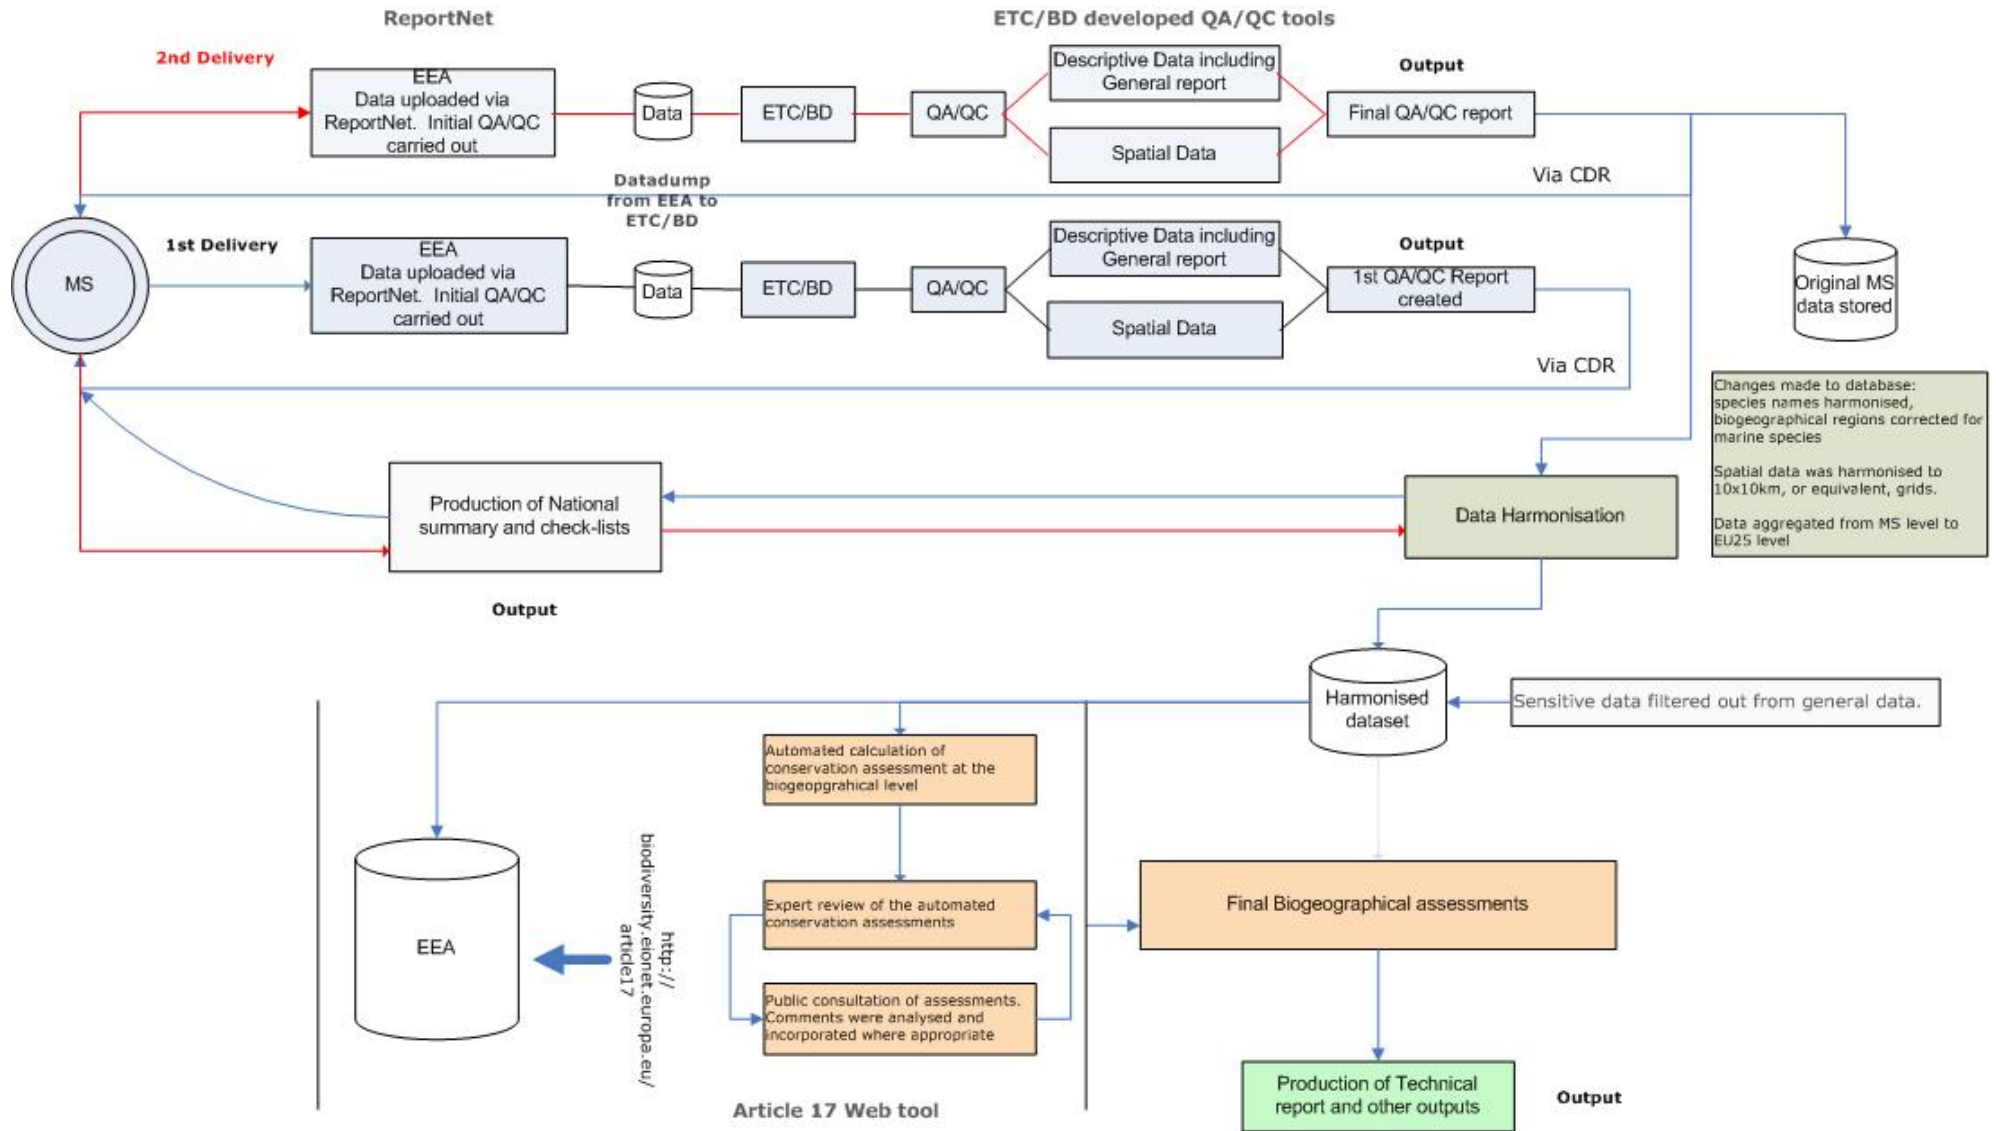 ReportNet
ETC/BD developed QA/QC tools
2nd Delivery
EEA
Data uploaded via
ReportNet. Initial QA/QC
carried out
Data
ETC/BD
QA/QC
Descriptive Data including
General report
Spatial Data
Output
Final QA/QC report
Via CDR
Datadump
from EEA to
ETC/BD
MS
1st Delivery
EEA
Data uploaded via
ReportNet. Initial QA/QC
carried out
Data
ETC/BD
QA/QC
Descriptive Data including
General report
Spatial Data
Output
1st QA/QC Report
created
Via CDR
Original MS
data stored
Changes made to database:
species names harmonised,
biogeographical regions corrected for
marine species
Spatial data was harmonised to
10x10km, or equivalent, grids.
Data aggregated from MS level to
EU25 level
Production of National
summary and check-lists
Output
Data Harmonisation
Harmonised
dataset
Sensitive data filtered out from general data.
Automated calculation of
conservation assessment at the
biogeopgrahical level
Expert review of the automated
conservation assessments
Public consultation of assessments.
Comments were analysed and
incorporated where appropriate
EEA
http://
biodiversity.eionet.europa.eu/
article17
Article 17 Web tool
Final Biogeographical assessments
Production of Technical
report and other outputs
Output